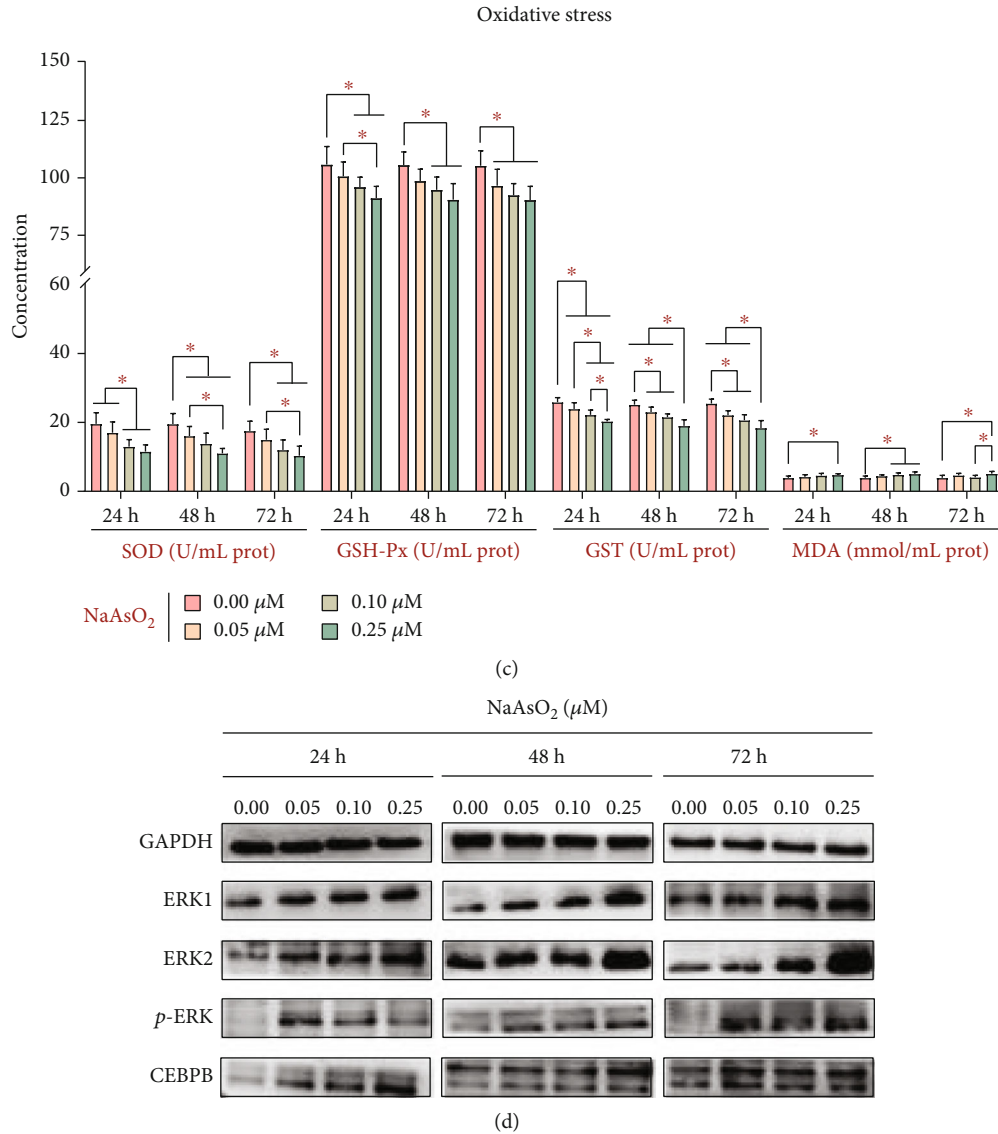 Oxidative stress
Concentration
150
125
100
75
60
40
20
0
* * * *
* * * * * * * * *
* * * * * * * *
24 h 48 h 72 h 24 h 48 h 72 h 24 h 48 h 72 h 24 h 48 h 72 h
SOD (U/mL prot) GSH-Px (U/mL prot) GST (U/mL prot) MDA (mmol/mL prot)
NaAsO₂
0.00 μM 0.10 μM
0.05 μM 0.25 μM
(c)
NaAsO₂ (μM)
24 h 48 h 72 h
0.00 0.05 0.10 0.25 0.00 0.05 0.10 0.25 0.00 0.05 0.10 0.25
GAPDH
ERK1
ERK2
p-ERK
CEBPB
(d)